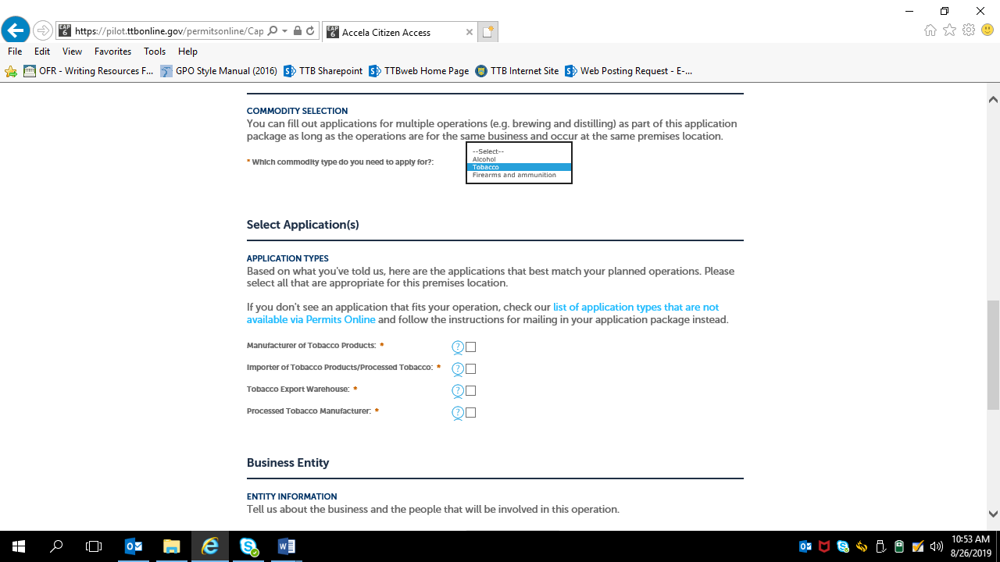 https://pilot.ttbonline.gov/permitsonline/Cap
Accela Citizen Access
File Edit View Favorites Tools Help
OFR - Writing Resources F... GPO Style Manual (2016) TTB Sharepoint TTBweb Home Page TTB Internet Site Web Posting Request - E-...
COMMODITY SELECTION
You can fill out applications for multiple operations (e.g. brewing and distilling) as part of this application
package as long as the operations are for the same business and occur at the same premises location.
* Which commodity type do you need to apply for?:
--Select--
Alcohol
Tobacco
Firearms and ammunition
Select Application(s)
APPLICATION TYPES
Based on what you've told us, here are the applications that best match your planned operations. Please
select all that are appropriate for this premises location.
If you don't see an application that fits your operation, check our list of application types that are not
available via Permits Online and follow the instructions for mailing in your application package instead.
Manufacturer of Tobacco Products: * ?
Importer of Tobacco Products/Processed Tobacco: * ?
Tobacco Export Warehouse: * ?
Processed Tobacco Manufacturer: * ?
Business Entity
ENTITY INFORMATION
Tell us about the business and the people that will be involved in this operation.
10:53 AM
8/26/2019